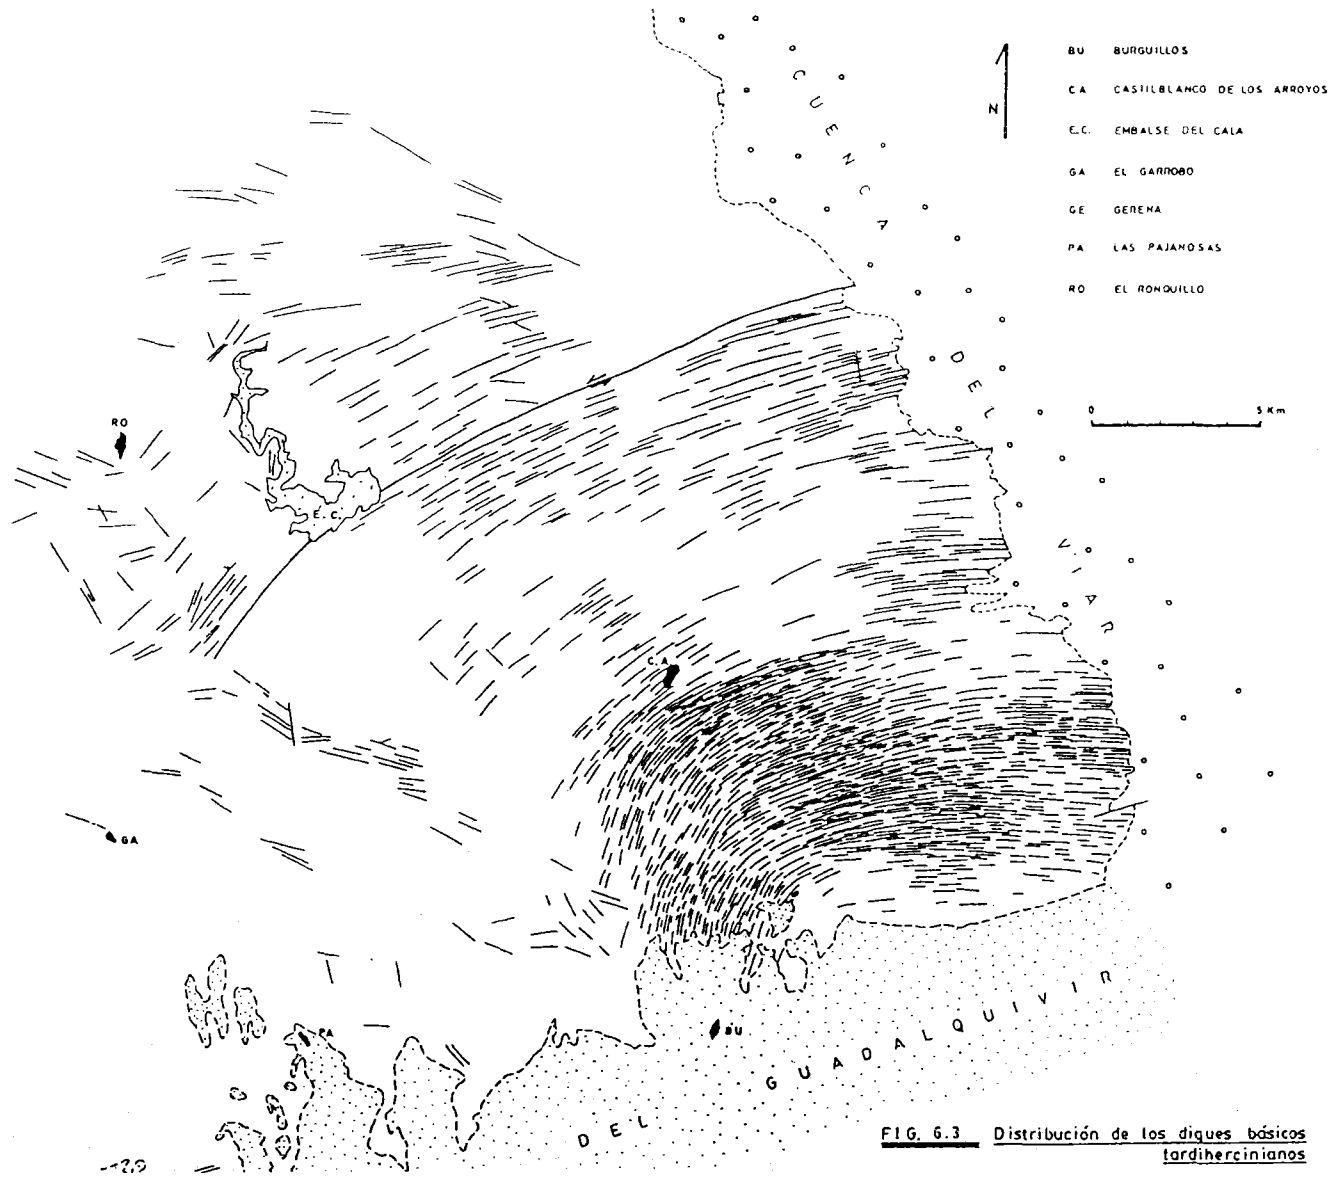 N
BU BURGUILLOS
CA CASTILBLANCO DE LOS ARROYOS
E.C. EMBALSE DEL CALA
GA EL GARROBO
GE GERENA
PA LAS PAJANOSAS
RO EL RONQUILLO
CUENCA DEL VIAR
0 5 Km
RO
E.C.
C.A
GA
PA
BU
DEL GUADALQUIVIR
FIG. 6.3 Distribución de los diques básicos
tardihercinianos